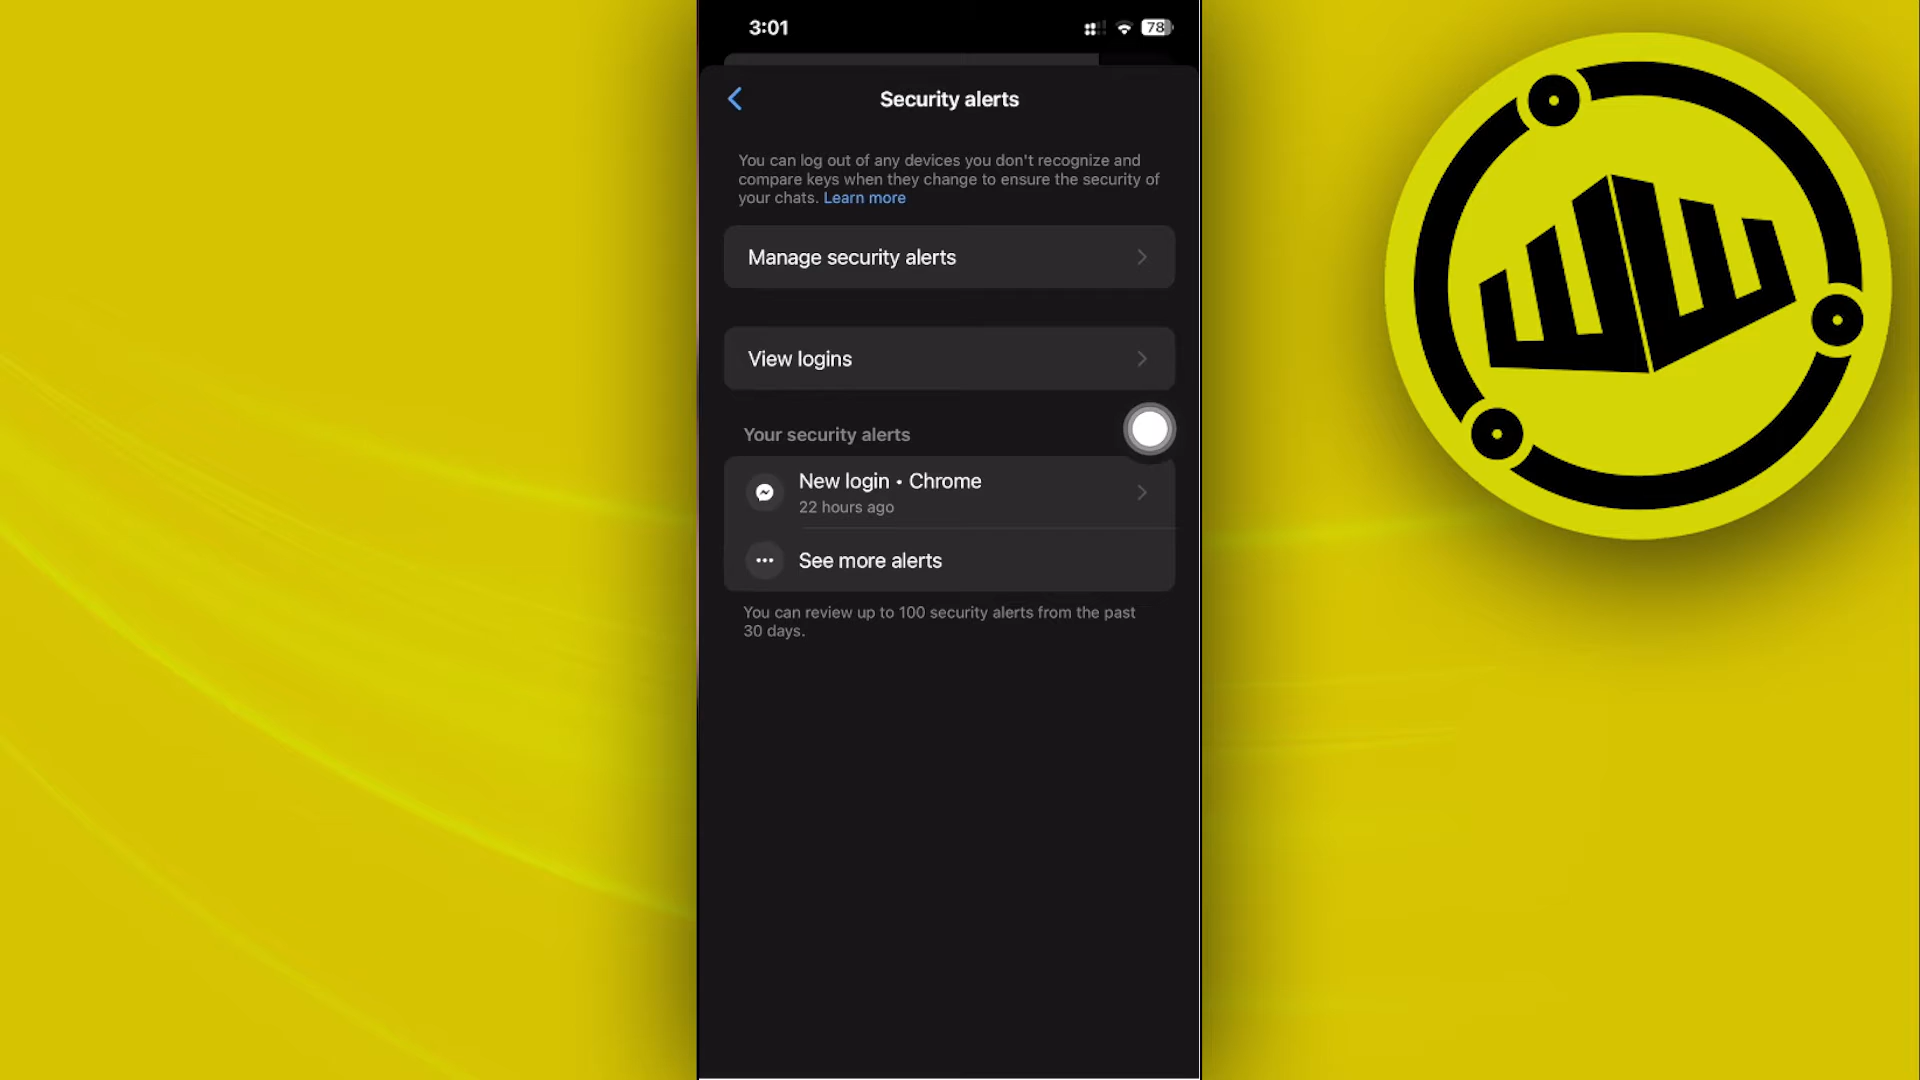 3:01
78
Security alerts
You can log out of any devices you don't recognize and
compare keys when they change to ensure the security of
your chats. Learn more
Manage security alerts
View logins
Your security alerts
New login • Chrome
22 hours ago
See more alerts
You can review up to 100 security alerts from the past
30 days.